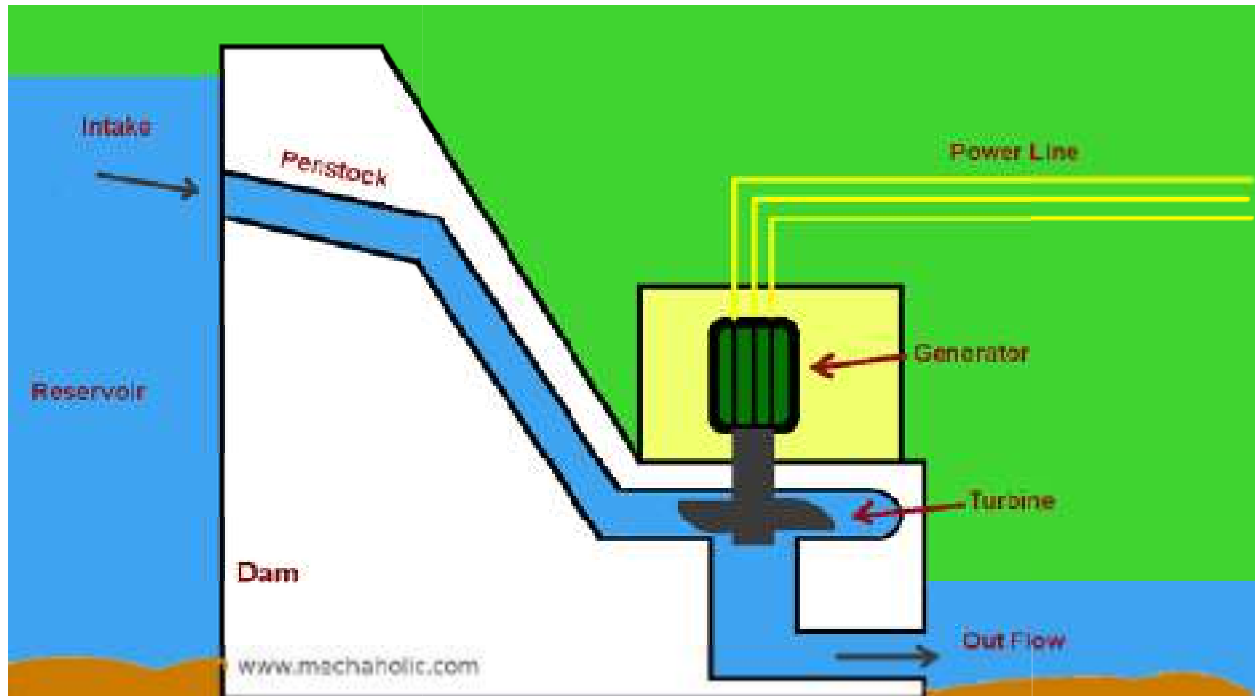 Intake
Penstock
Power Line
Generator
Reservoir
Turbine
Dam
Out Flow
www.mechaholic.com